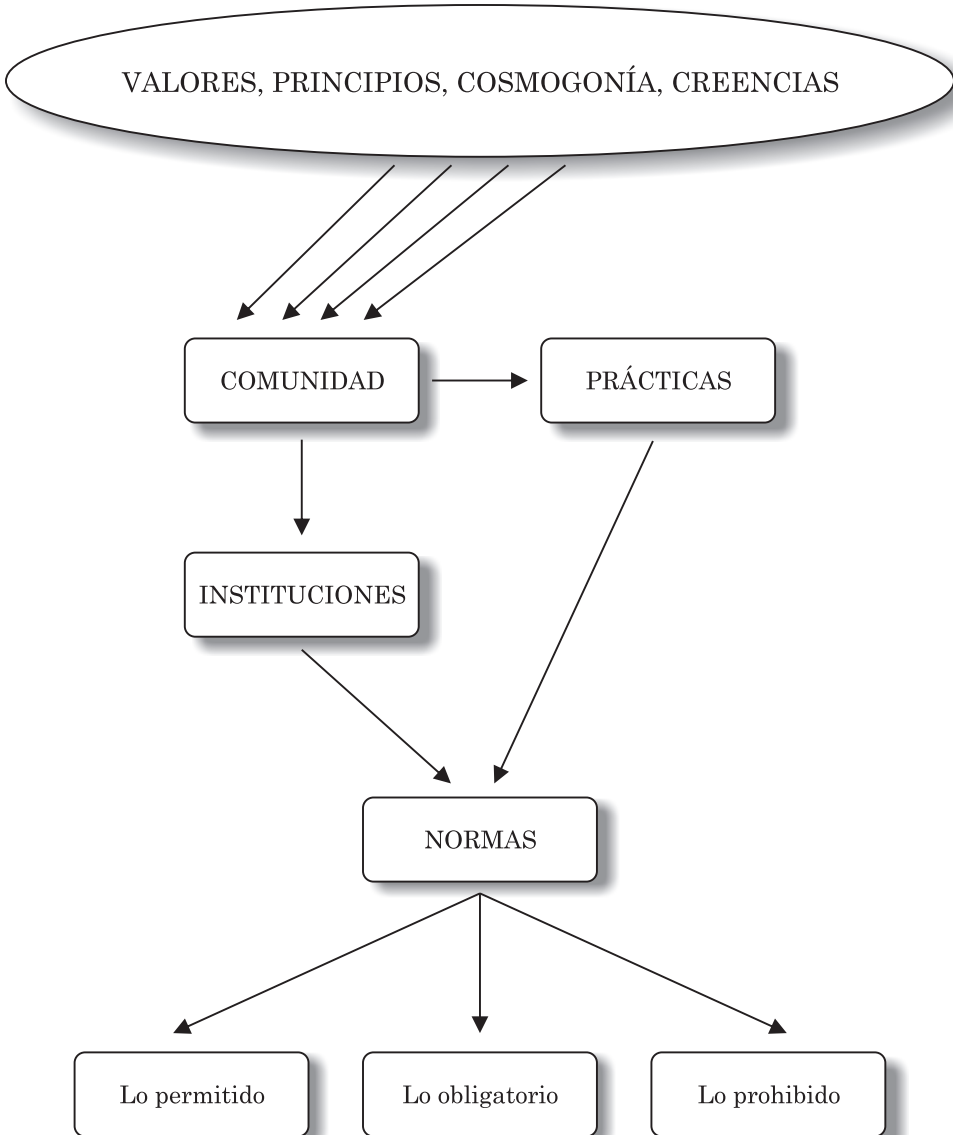 VALORES, PRINCIPIOS, COSMOGONÍA, CREENCIAS
COMUNIDAD
PRÁCTICAS
INSTITUCIONES
NORMAS
Lo permitido
Lo obligatorio
Lo prohibido